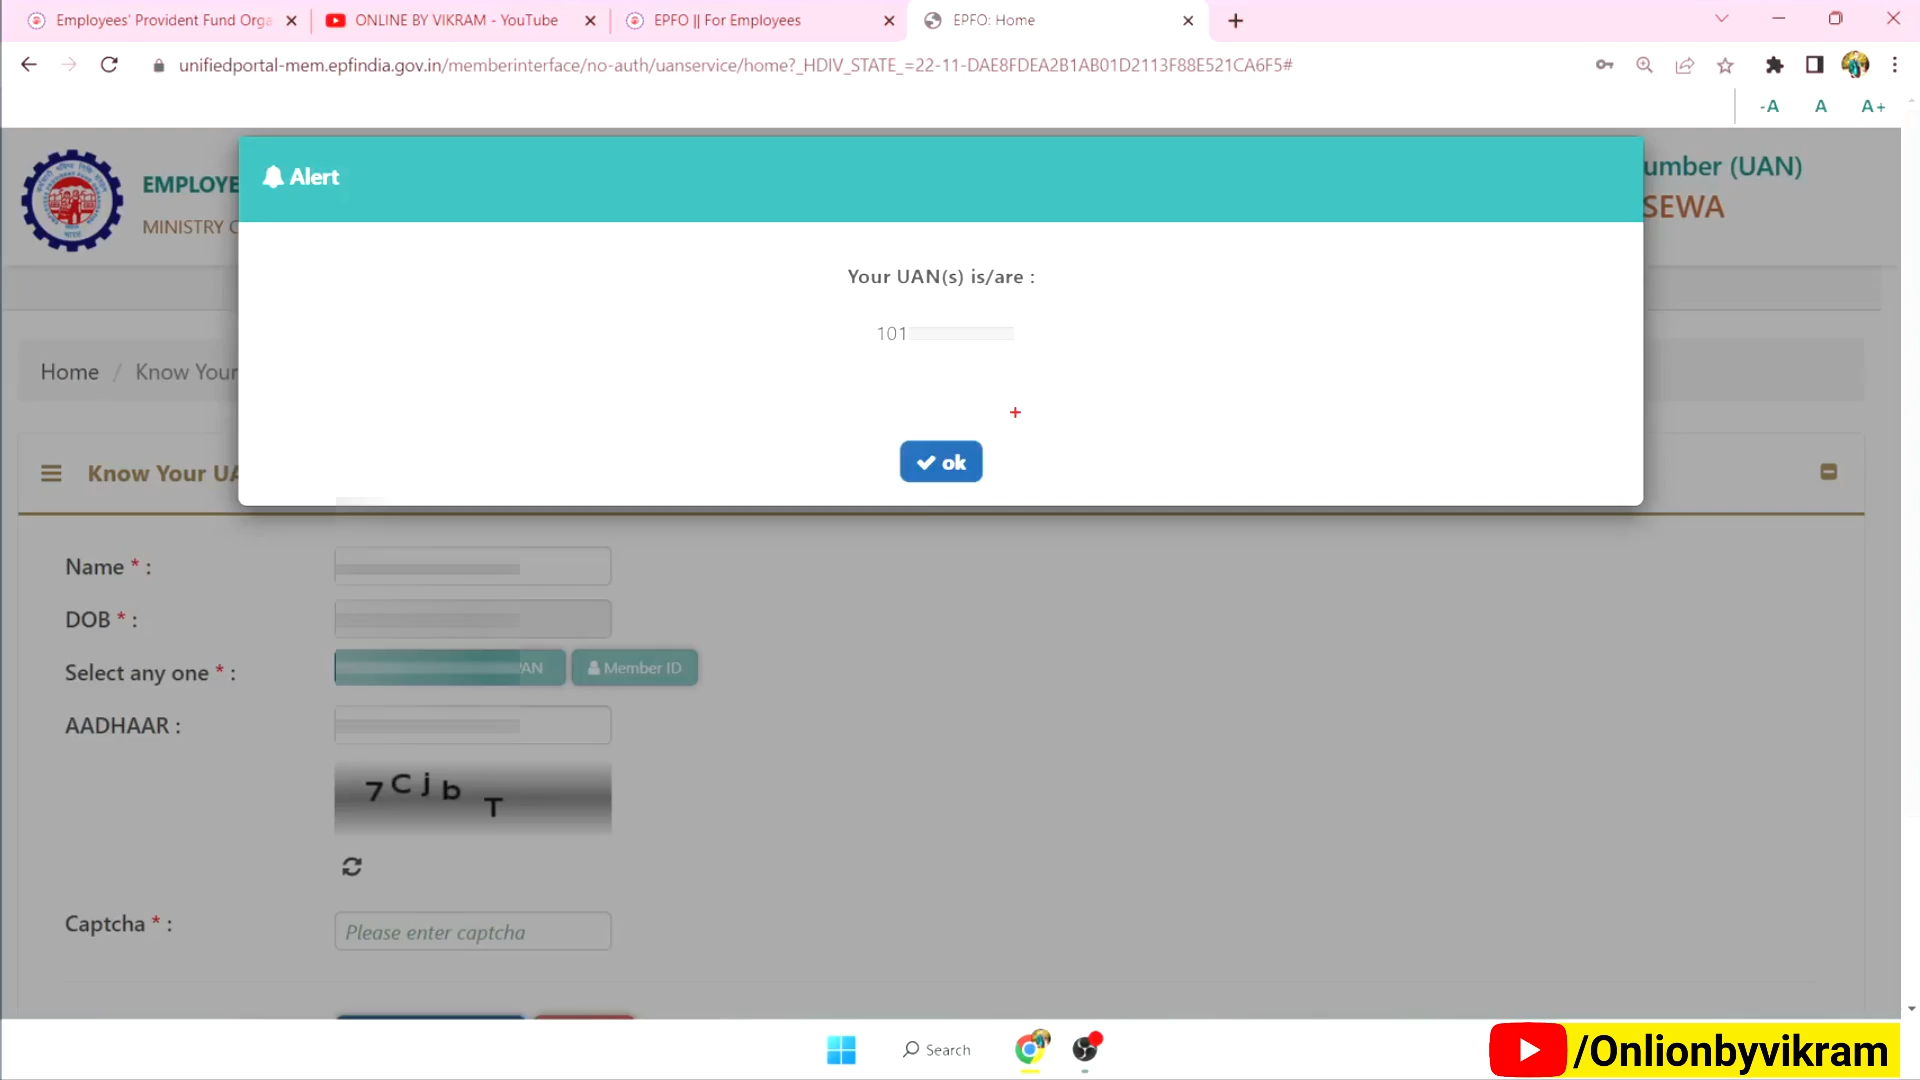 Employees' Provident Fund Orga
ONLINE BY VIKRAM - YouTube
EPFO || For Employees
EPFO: Home
unifiedportal-mem.epfindia.gov.in/memberinterface/no-auth/uanservice/home?_HDIV_STATE_=22-11-DAE8FDEA2B1AB01D2113F88E521CA6F5#
-A A A+
EMPLOYE
MINISTRY
umber (UAN)
SEWA
Alert
Your UAN(s) is/are :
101
ok
Home / Know Your
Know Your UA
Name * :
DOB * :
Select any one * :
AN
Member ID
AADHAAR :
7 C j b T
Captcha * :
Please enter captcha
Search
/Onlionbyvikram